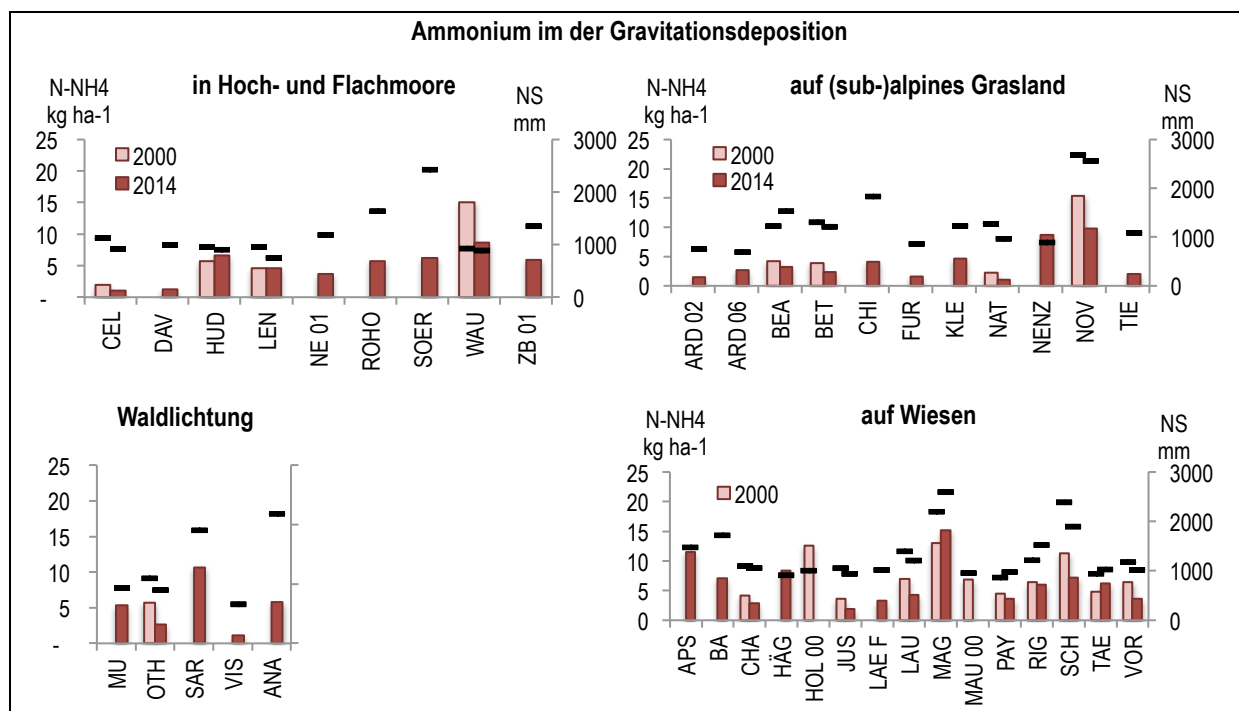 Ammonium im der Gravitationsdeposition
in Hoch- und Flachmoore
N-NH4
kg ha-1
NS
mm
25
20
15
10
5
-
2000
2014
3000
2000
1000
0
CEL
DAV
HUD
LEN
NE 01
ROHO
SOER
WAU
ZB 01
auf (sub-)alpines Grasland
N-NH4
kg ha-1
NS
mm
25
20
15
10
5
0
2000
2014
3000
2000
1000
0
ARD 02
ARD 06
BEA
BET
CHI
FUR
KLE
NAT
NENZ
NOV
TIE
Waldlichtung
25
20
15
10
5
-
MU
OTH
SAR
VIS
ANA
auf Wiesen
N-NH4
kg ha-1
NS
mm
25
20
15
10
5
0
2000
3000
2000
1000
0
APS
BA
CHA
HÄG
HOL 00
JUS
LAE F
LAU
MAG
MAU 00
PAY
RIG
SCH
TAE
VOR